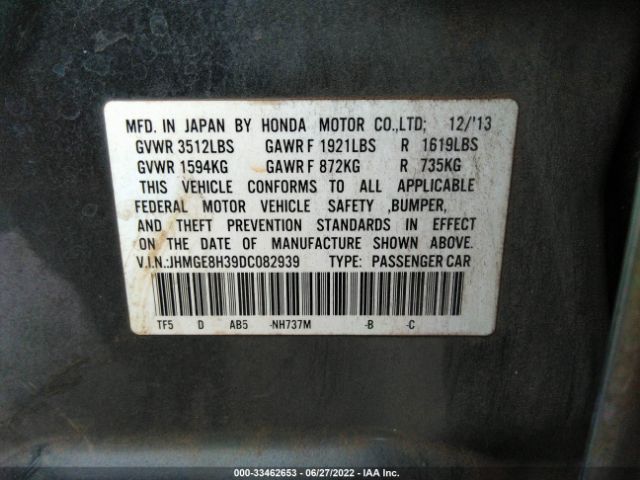 MFD. IN JAPAN BY HONDA MOTOR CO.,LTD; 12/'13
GVWR 3512LBS GAWR F 1921LBS R 1619LBS
GVWR 1594KG GAWR F 872KG R 735KG
THIS VEHICLE CONFORMS TO ALL APPLICABLE
FEDERAL MOTOR VEHICLE SAFETY ,BUMPER,
AND THEFT PREVENTION STANDARDS IN EFFECT
ON THE DATE OF MANUFACTURE SHOWN ABOVE.
V.I.N.:JHMGE8H39DC082939 TYPE: PASSENGER CAR
TF5 D AB5 -NH737M -B -C
000-33462653 - 06/27/2022 - IAA Inc.